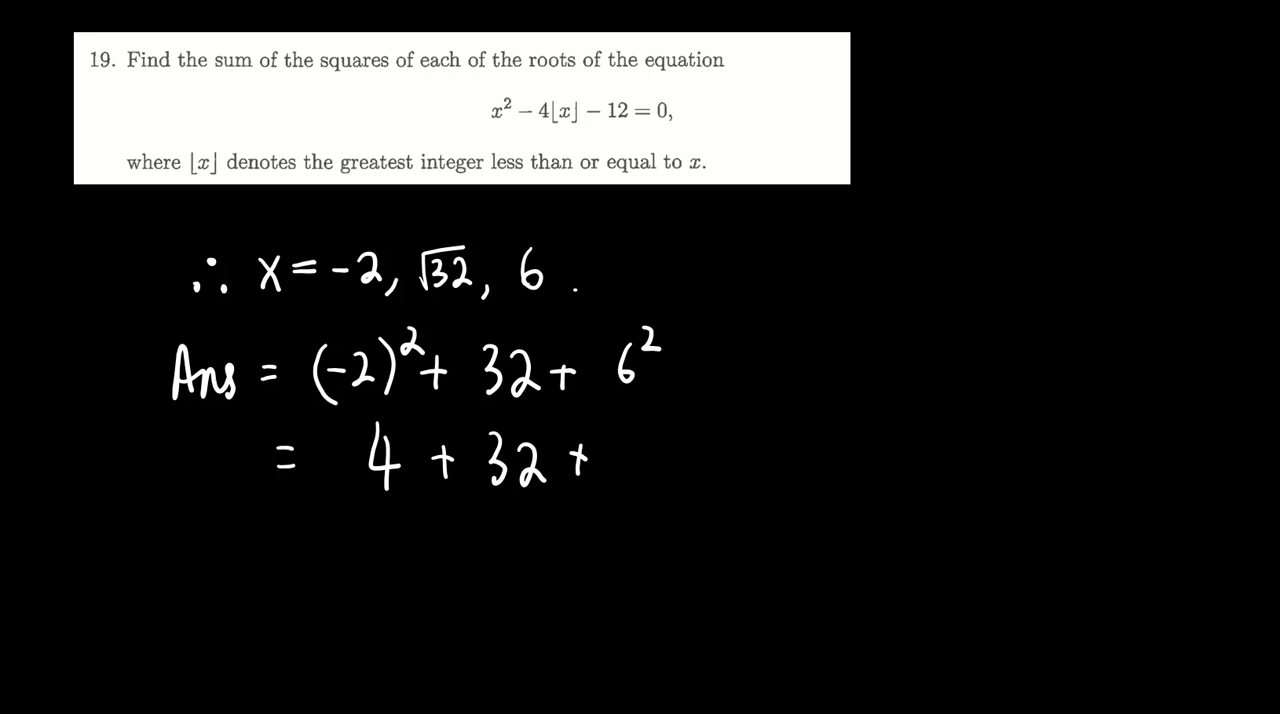 19. Find the sum of the squares of each of the roots of the equation
x² − 4⌊x⌋ − 12 = 0,
where ⌊x⌋ denotes the greatest integer less than or equal to x.
∴ x = -2, √32, 6.
Ans = (-2)² + 32 + 6²
= 4 + 32 +